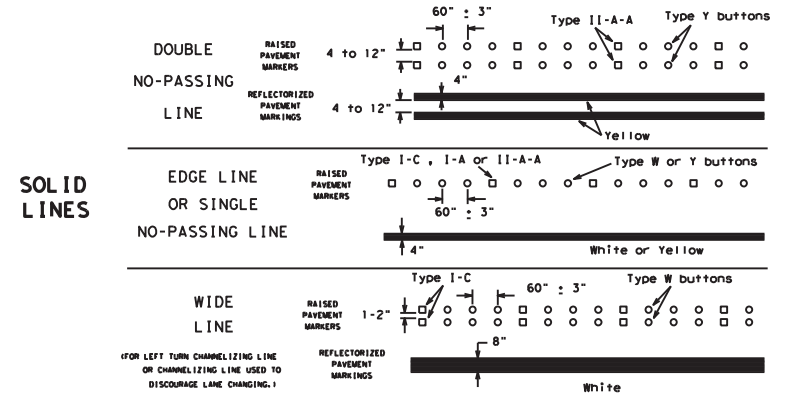 60" ± 3"
Type II-A-A
Type Y buttons
DOUBLE
NO-PASSING
LINE
RAISED
PAVEMENT
MARKERS
4 to 12"
4"
REFLECTORIZED
PAVEMENT
MARKINGS
4 to 12"
Yellow
SOLID
LINES
EDGE LINE
OR SINGLE
NO-PASSING LINE
RAISED
PAVEMENT
MARKERS
Type I-C , I-A or II-A-A
Type W or Y buttons
60" ± 3"
4"
White or Yellow
WIDE
LINE
(FOR LEFT TURN CHANNELIZING LINE
OR CHANNELIZING LINE USED TO
DISCOURAGE LANE CHANGING.)
RAISED
PAVEMENT
MARKERS
1-2"
Type I-C
60" ± 3"
Type W buttons
REFLECTORIZED
PAVEMENT
MARKINGS
8"
White